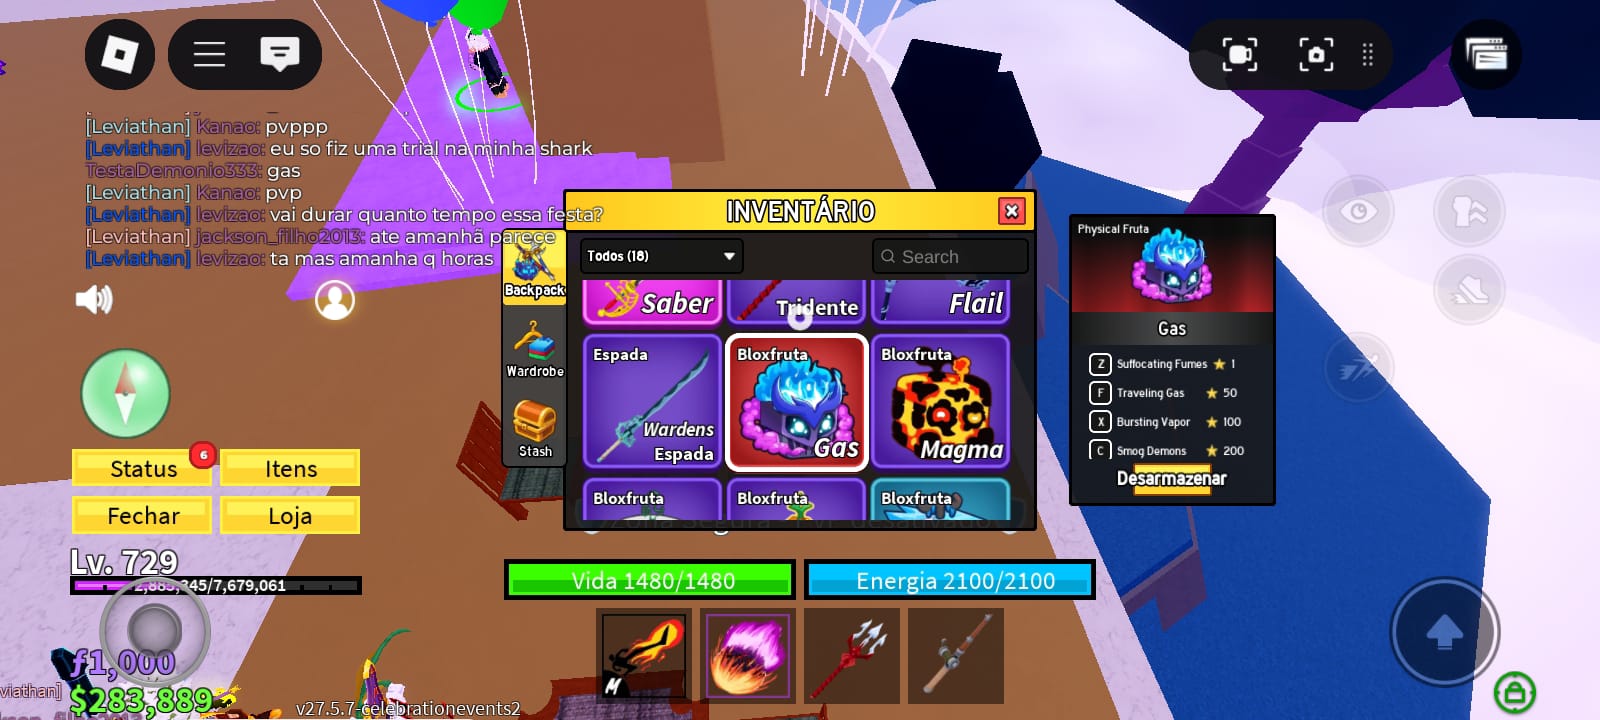 [Leviathan] Kanao: pvppp
[Leviathan] levizao: eu so fiz uma trial na minha shark
TestaDemonio333: gas
[Leviathan] Kanao: pvp
[Leviathan] levizao: vai durar quanto tempo essa festa?
[Leviathan] jackson_filho2013: ate amanhã parece
[Leviathan] levizao: ta mas amanha q horas
INVENTÁRIO
Todos (18)
Search
Backpack
Wardrobe
Stash
Saber
Tridente
Flail
Espada
Wardens
Espada
Bloxfruta
Gas
Bloxfruta
Magma
Bloxfruta
Bloxfruta
Bloxfruta
Physical Fruta
Gas
Z Suffocating Fumes 1
F Traveling Gas 50
X Bursting Vapor 100
C Smog Demons 200
Desarmazenar
Status 6
Itens
Fechar
Loja
Lv. 729
/7,679,061
Vida 1480/1480
Energia 2100/2100
M
ƒ1,000
$283,889
v27.5.7-celebrationevents2